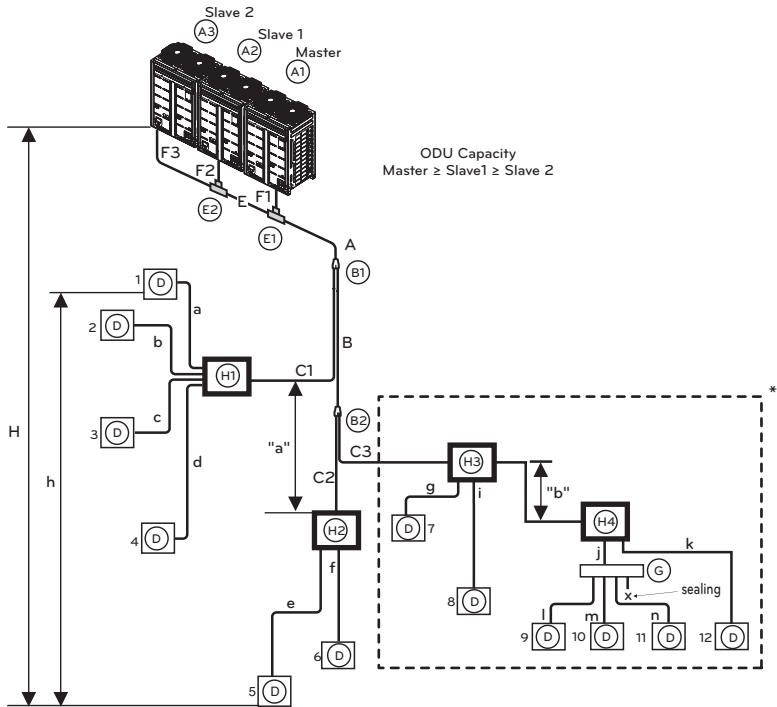 Slave 2
A3
Slave 1
A2
Master
A1
ODU Capacity
Master ≥ Slave1 ≥ Slave 2
F3
F2
F1
E
E2
E1
A
B1
1 D
a
2 D
b
H1
C1
B
3 D
c
d
4 D
H
h
"a"
B2
C3
C2
*
H3
g
i
"b"
D 7
H4
H2
j
k
G
8 D
x
sealing
e
f
l
m
n
9 D
10 D
11 D
12 D
6 D
5 D